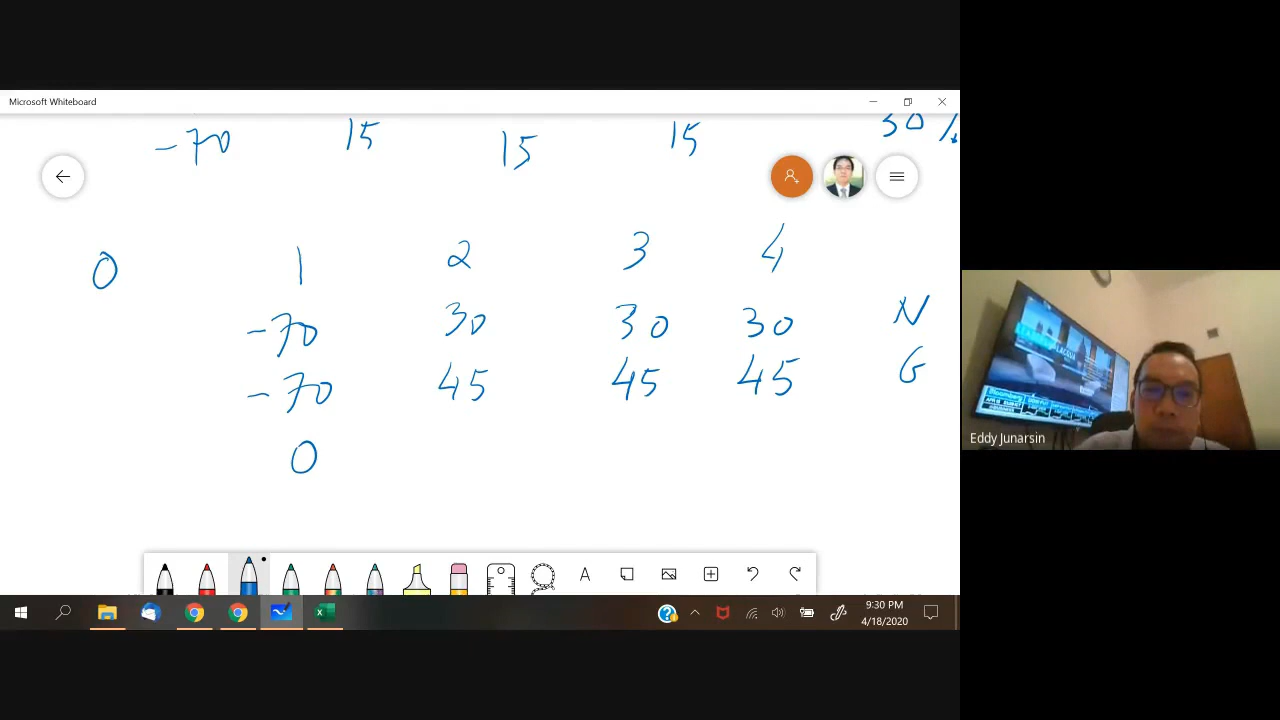 Microsoft Whiteboard
-70 15 15 15 30%
0 1 2 3 4
-70 30 30 30 N
-70 45 45 45 G
0
Eddy Junarsin
Bloomberg
A
9:30 PM
4/18/2020